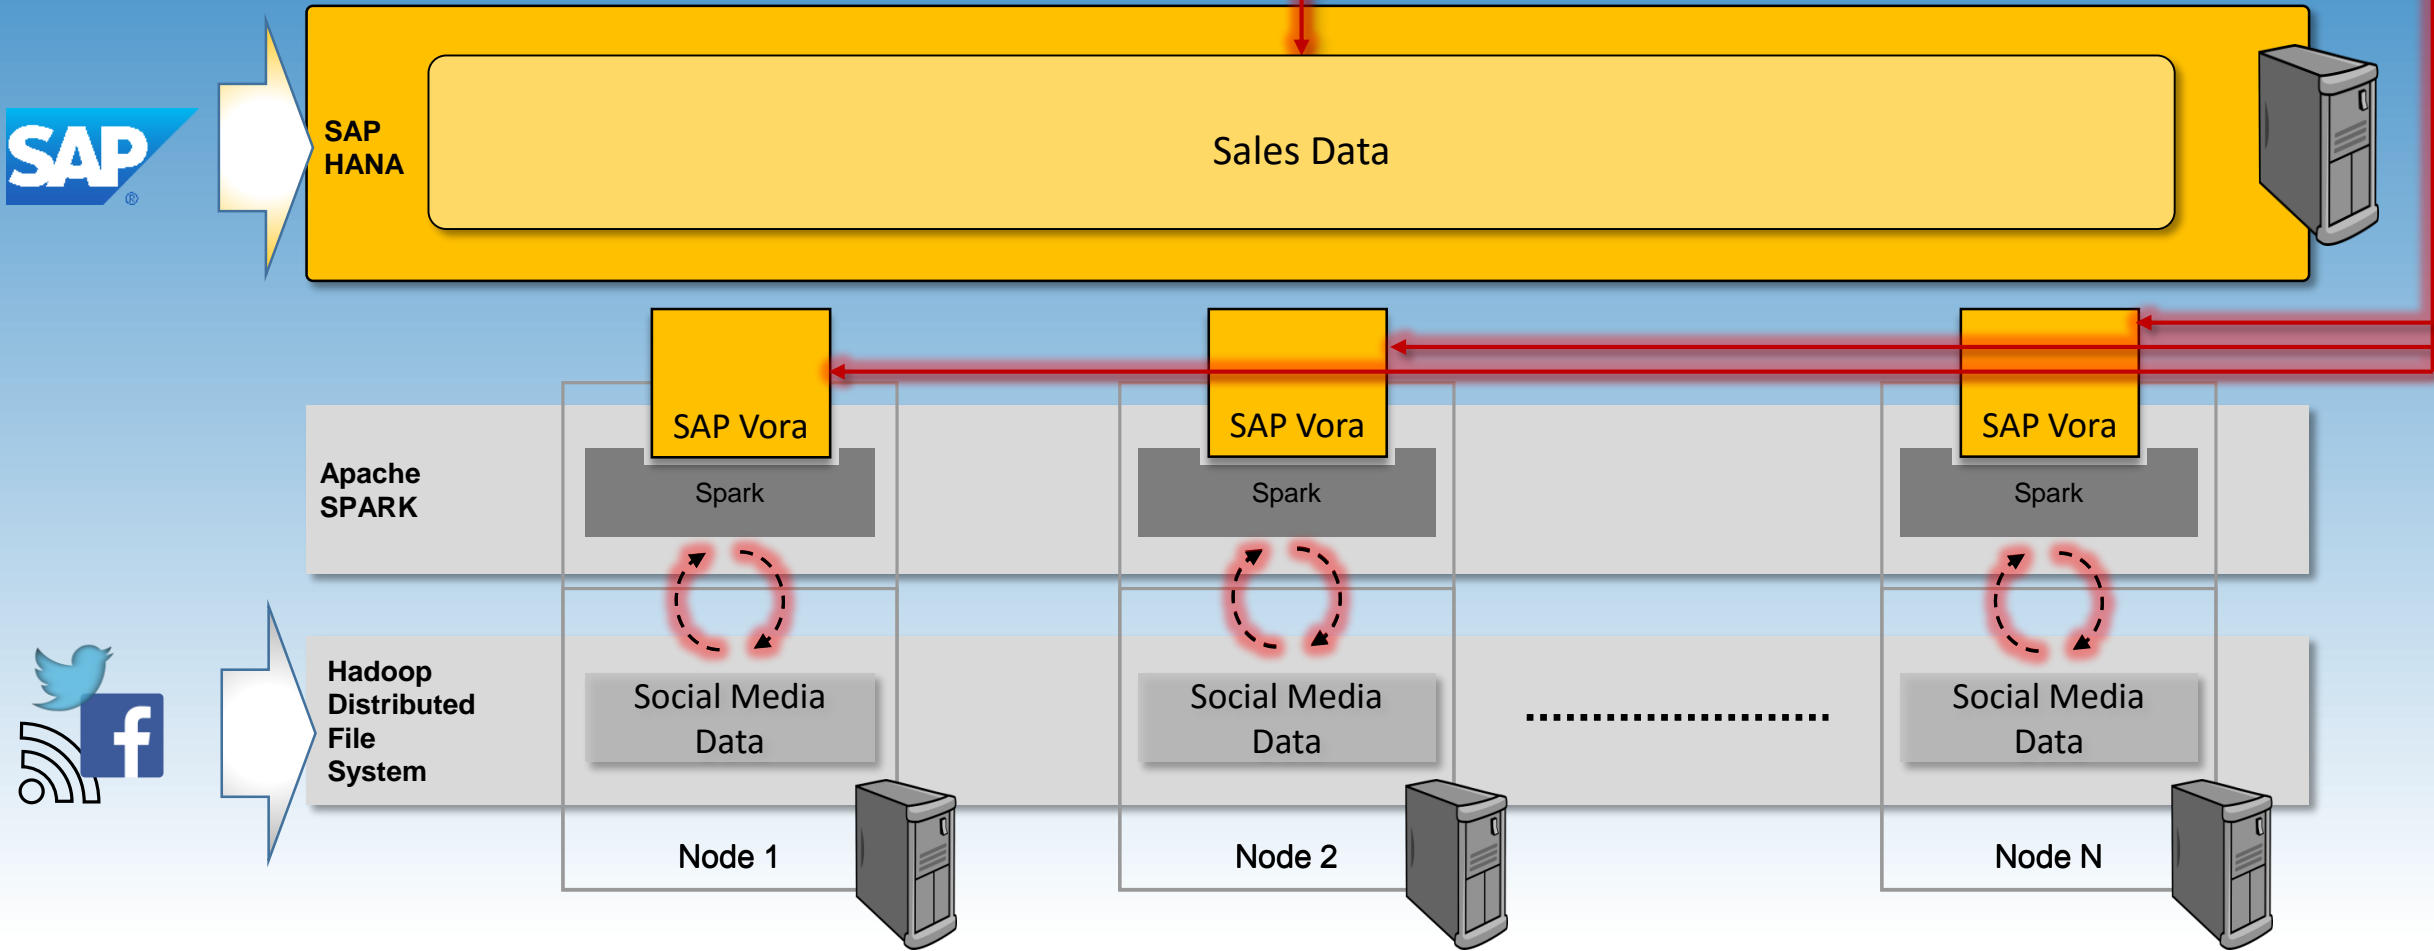 SAP
®
SAP
HANA
Sales Data
SAP Vora
SAP Vora
SAP Vora
Apache
SPARK
Spark
Spark
Spark
Hadoop
Distributed
File
System
Social Media
Data
Social Media
Data
Social Media
Data
f
Node 1
Node 2
Node N